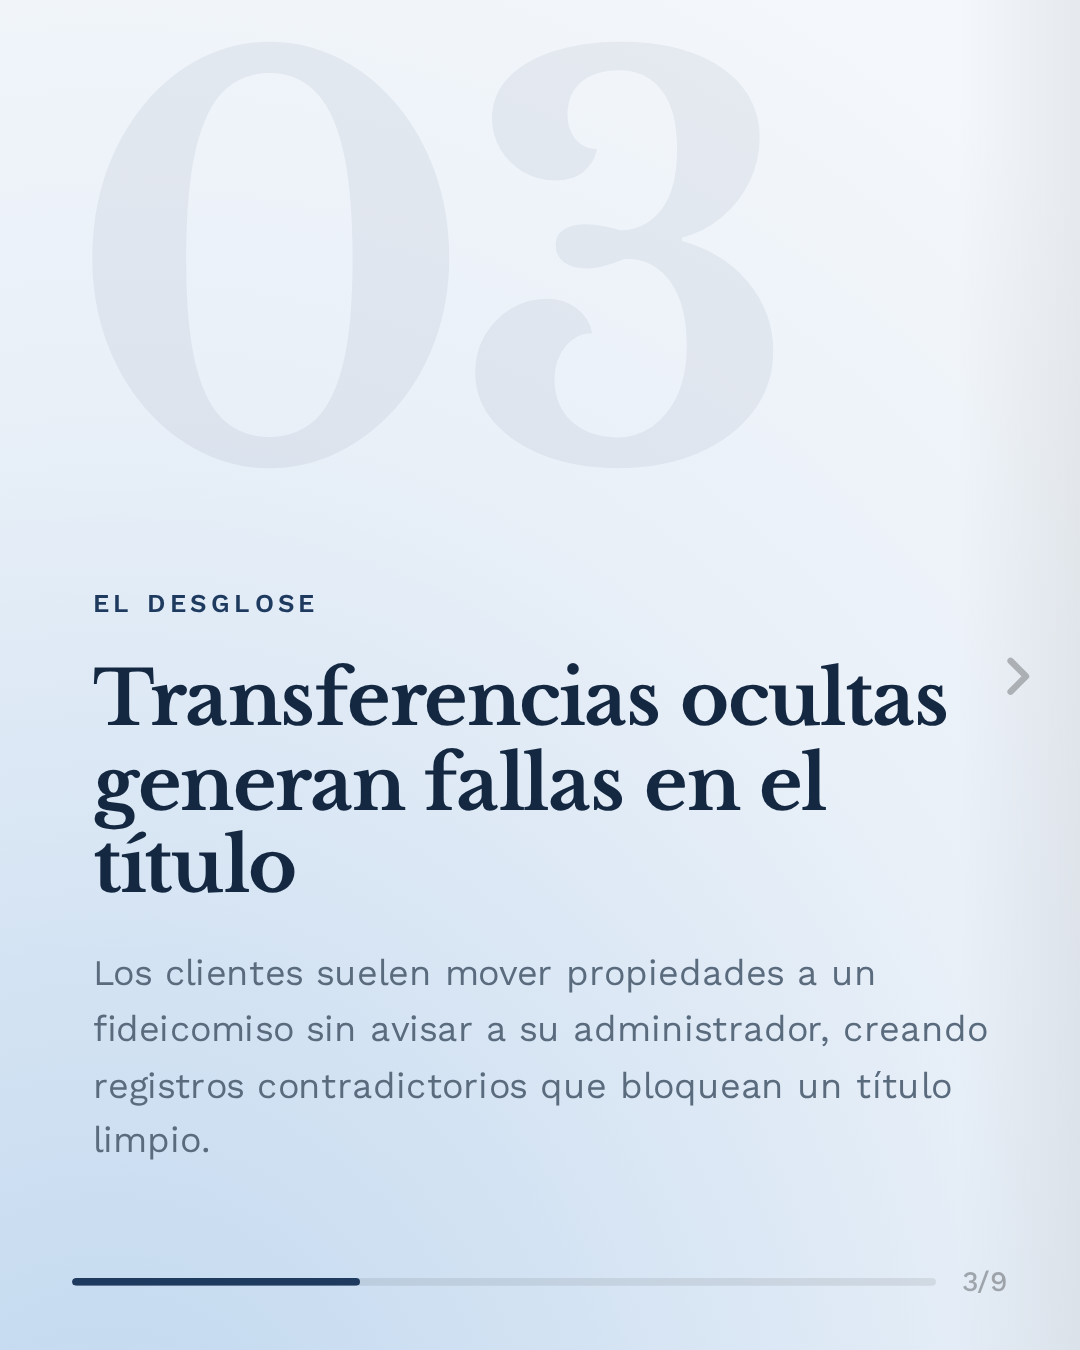 03
EL DESGLOSE
Transferencias ocultas
generan fallas en el
título
Los clientes suelen mover propiedades a un
fideicomiso sin avisar a su administrador, creando
registros contradictorios que bloquean un título
limpio.
3/9